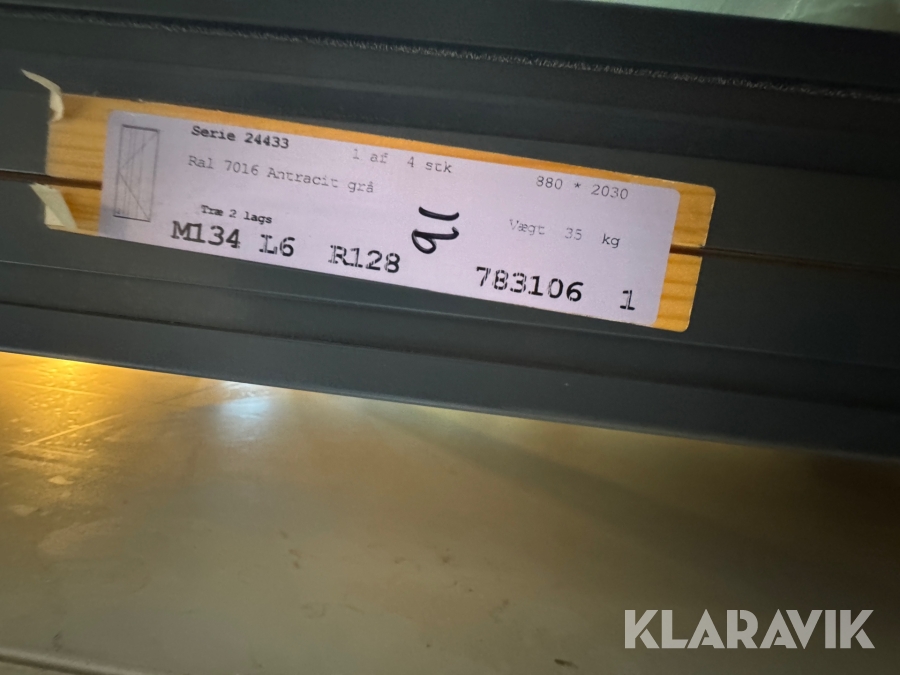 Serie 24433
1 af 4 stk
880 * 2030
Ral 7016 Antracit grå
Vægt 35 kg
Træ 2 lags
M134 L6 R128
783106 1
KLARAVIK